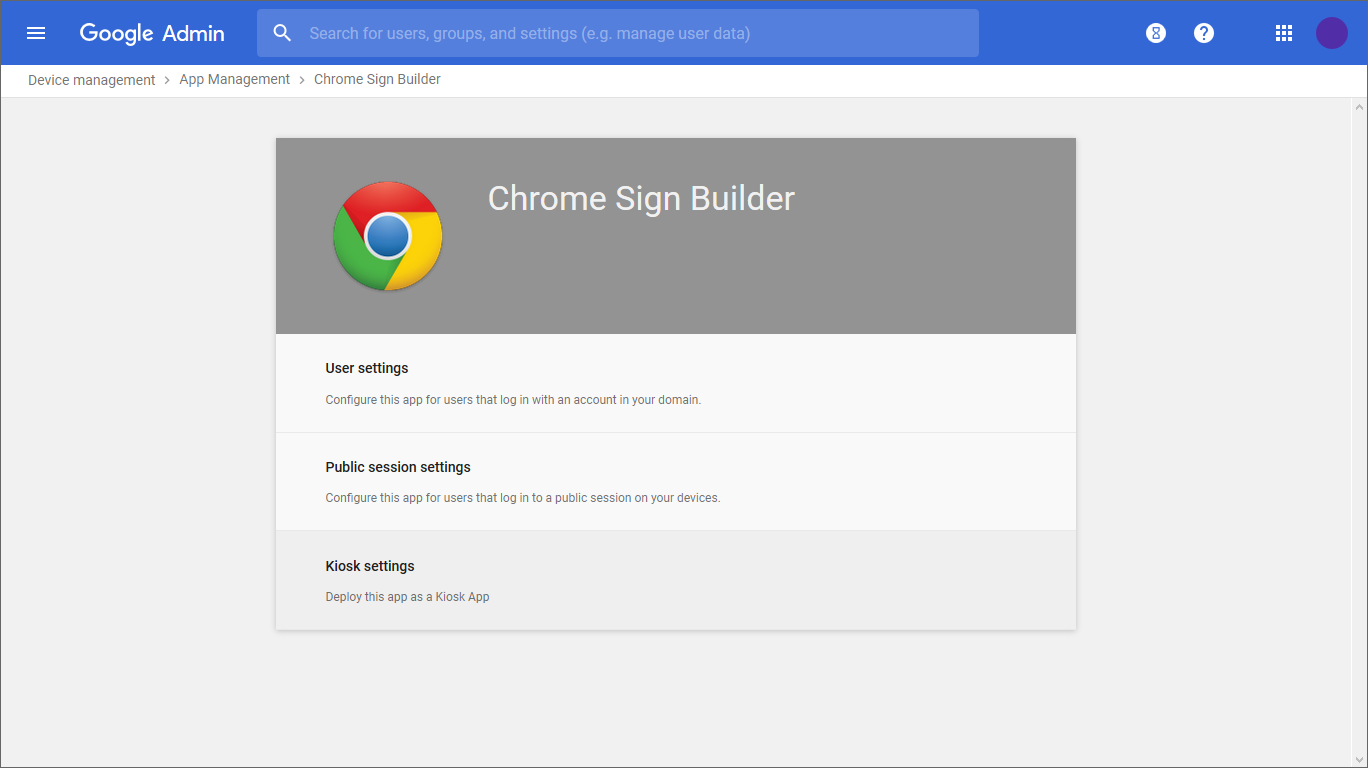 Google Admin
Search for users, groups, and settings (e.g. manage user data)
Device management > App Management > Chrome Sign Builder
Chrome Sign Builder
User settings
Configure this app for users that log in with an account in your domain.
Public session settings
Configure this app for users that log in to a public session on your devices.
Kiosk settings
Deploy this app as a Kiosk App